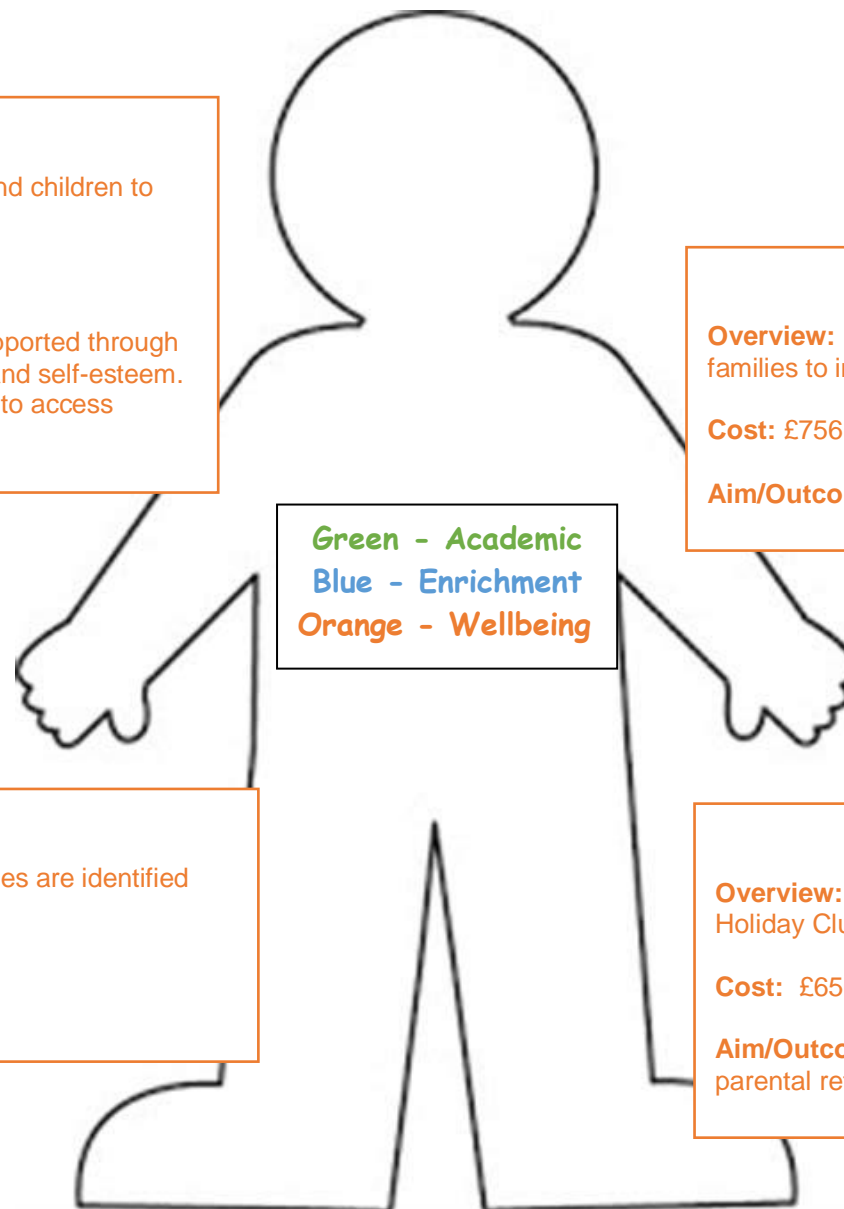 nd children to
pported through
nd self-esteem.
to access
Overview:
families to i
Cost: £756
Aim/Outco
Green - Academic
Blue - Enrichment
Orange - Wellbeing
es are identified
Overview:
Holiday Clu
Cost: £65
Aim/Outco
parental re